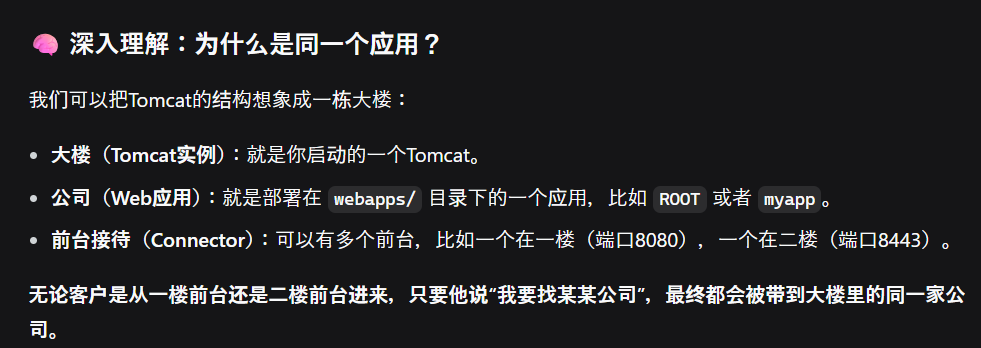 🧠 深入理解：为什么是同一个应用？
我们可以把Tomcat的结构想象成一栋大楼：
• 大楼（Tomcat实例）：就是你启动的一个Tomcat。
• 公司（Web应用）：就是部署在 webapps/ 目录下的一个应用，比如 ROOT 或者 myapp 。
• 前台接待（Connector）：可以有多个前台，比如一个在一楼（端口8080），一个在二楼（端口8443）。
无论客户是从一楼前台还是二楼前台进来，只要他说“我要找某某公司”，最终都会被带到大楼里的同一家公
司。